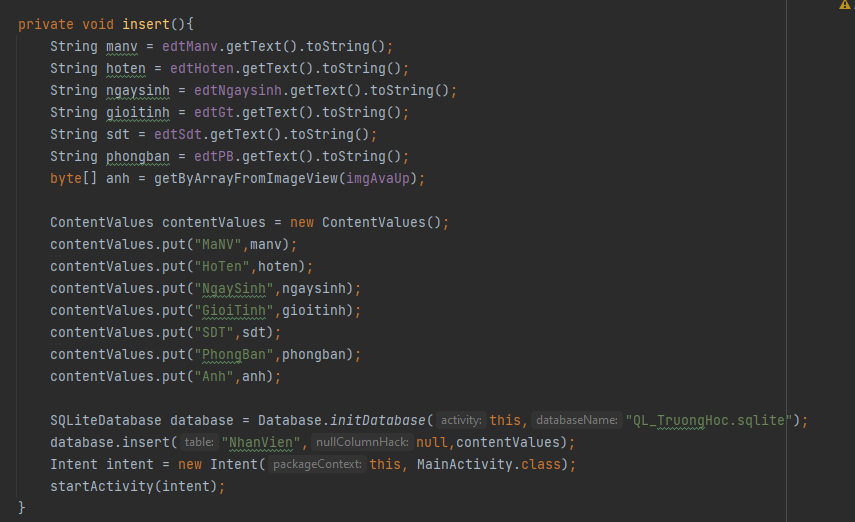 private void insert(){
String manv = edtManv.getText().toString();
String hoten = edtHoten.getText().toString();
String ngaysinh = edtNgaysinh.getText().toString();
String gioitinh = edtGt.getText().toString();
String sdt = edtSdt.getText().toString();
String phongban = edtPB.getText().toString();
byte[] anh = getByArrayFromImageView(imgAvaUp);
ContentValues contentValues = new ContentValues();
contentValues.put("MaNV",manv);
contentValues.put("HoTen",hoten);
contentValues.put("NgaySinh",ngaysinh);
contentValues.put("GioiTinh",gioitinh);
contentValues.put("SDT",sdt);
contentValues.put("PhongBan",phongban);
contentValues.put("Anh",anh);
SQLiteDatabase database = Database.initDatabase( activity: this, databaseName: "QL_TruongHoc.sqlite");
database.insert( table: "NhanVien", nullColumnHack: null,contentValues);
Intent intent = new Intent( packageContext: this, MainActivity.class);
startActivity(intent);
}